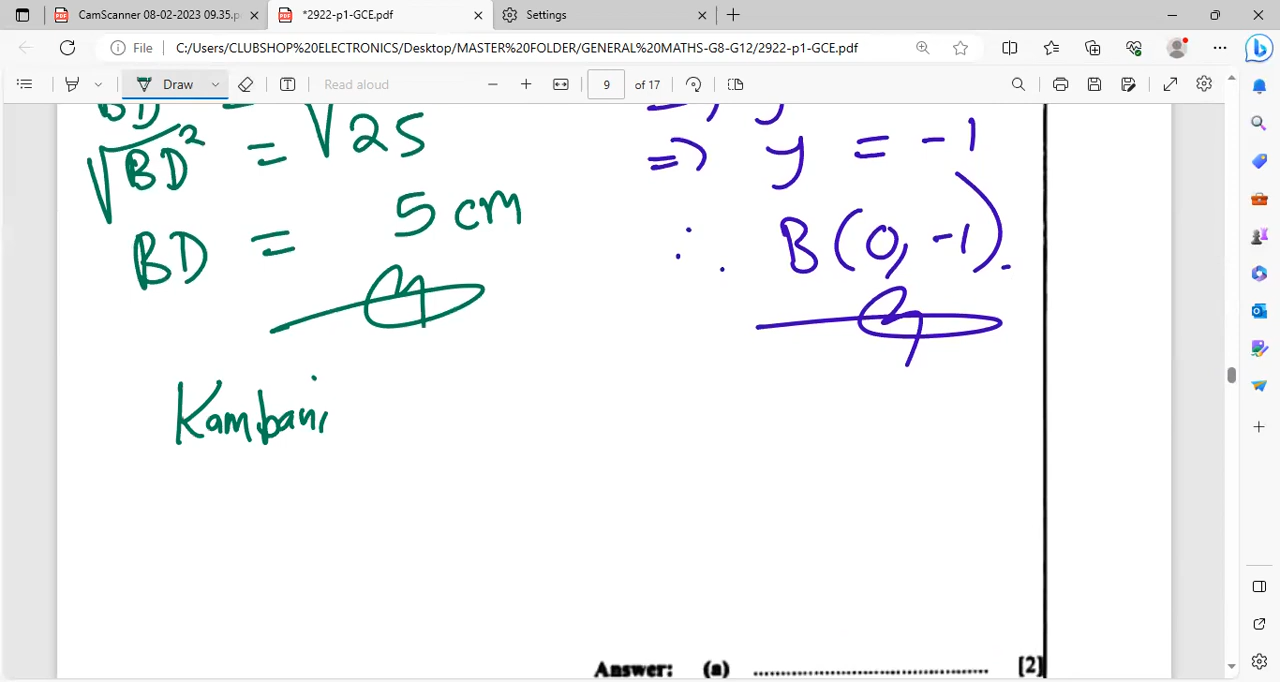 CamScanner 08-02-2023 09.35.p
*2922-p1-GCE.pdf
Settings
File
C:/Users/CLUBSHOP%20ELECTRONICS/Desktop/MASTER%20FOLDER/GENERAL%20MATHS-G8-G12/2922-p1-GCE.pdf
Draw
Read aloud
9
of 17
BD =
√BD² = √25
BD = 5 cm
Kambani
=> y = -1
∴ B(0, -1).
Answer: (a) ................................................ [2]